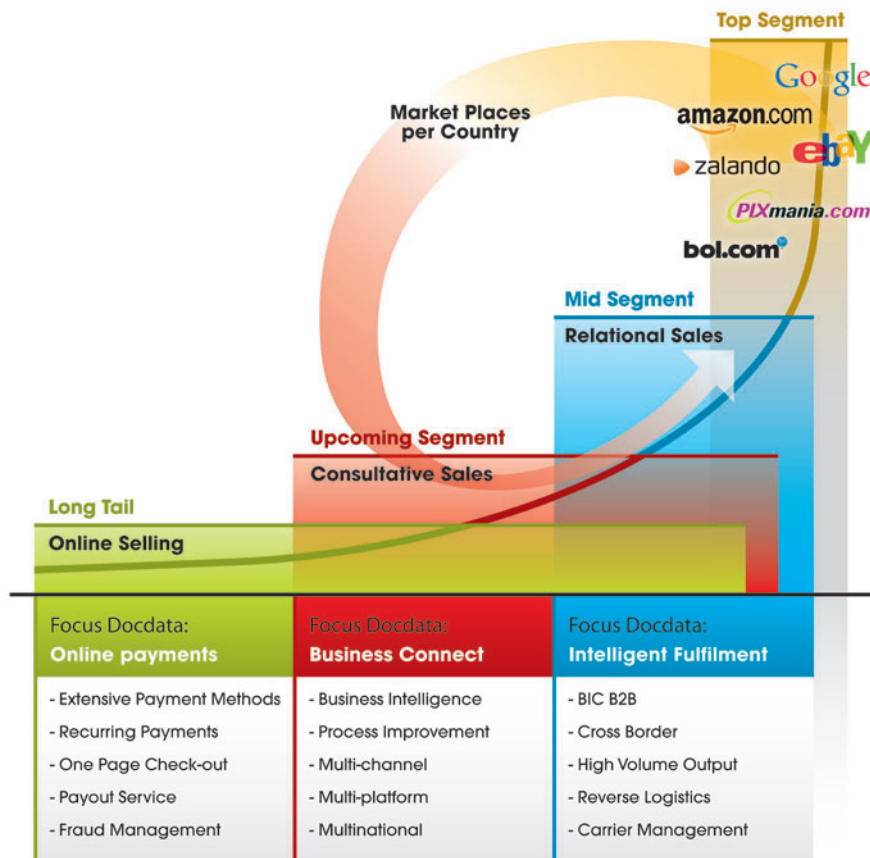 Top Segment
Google
Market Places
per Country
amazon.com
ebay
zalando
PIXmania.com
bol.com
Mid Segment
Relational Sales
Upcoming Segment
Consultative Sales
Long Tail
Online Selling
Focus Docdata:
Online payments
- Extensive Payment Methods
- Recurring Payments
- One Page Check-out
- Payout Service
- Fraud Management
Focus Docdata:
Business Connect
- Business Intelligence
- Process Improvement
- Multi-channel
- Multi-platform
- Multinational
Focus Docdata:
Intelligent Fulfilment
- BIC B2B
- Cross Border
- High Volume Output
- Reverse Logistics
- Carrier Management